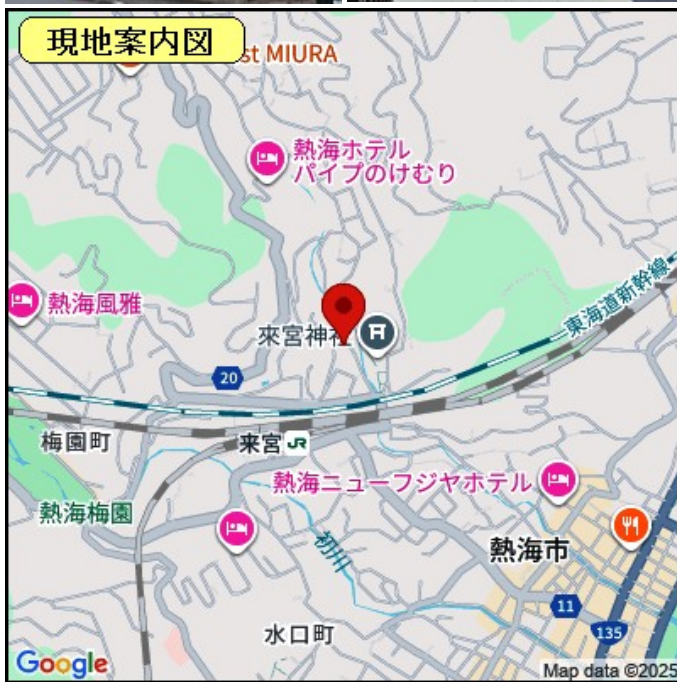 現地案内図
st MIURA
熱海ホテル
パイプのけむり
熱海風雅
東海道新幹線
來宮神社
20
梅園町
来宮 JR
熱海ニューフジヤホテル
熱海梅園
初川
熱海市
11
135
水口町
Google
Map data ©2025